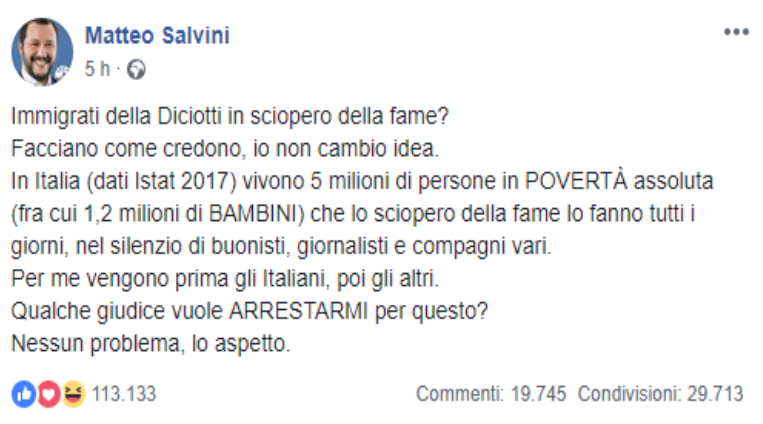 Matteo Salvini
5 h ·
Immigrati della Diciotti in sciopero della fame?
Facciano come credono, io non cambio idea.
In Italia (dati Istat 2017) vivono 5 milioni di persone in POVERTÀ assoluta
(fra cui 1,2 milioni di BAMBINI) che lo sciopero della fame lo fanno tutti i
giorni, nel silenzio di buonisti, giornalisti e compagni vari.
Per me vengono prima gli Italiani, poi gli altri.
Qualche giudice vuole ARRESTARMI per questo?
Nessun problema, lo aspetto.
113.133 Commenti: 19.745 Condivisioni: 29.713